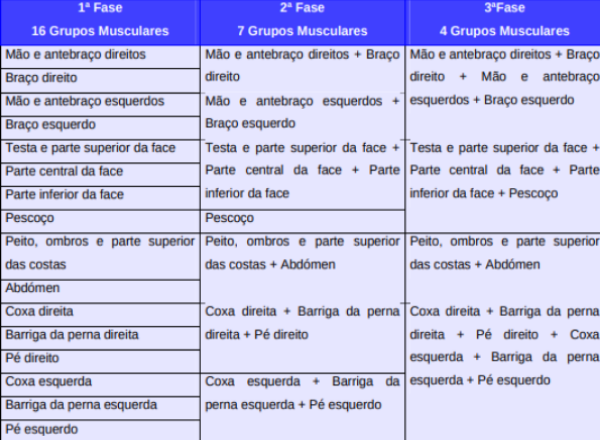 1ª Fase
16 Grupos Musculares
Mão e antebraço direitos
Braço direito
Mão e antebraço esquerdos
Braço esquerdo
Testa e parte superior da face
Parte central da face
Parte inferior da face
Pescoço
Peito, ombros e parte superior
das costas
Abdómen
Coxa direita
Barriga da perna direita
Pé direito
Coxa esquerda
Barriga da perna esquerda
Pé esquerdo
2ª Fase
7 Grupos Musculares
Mão e antebraço direitos + Braço
direito
Mão e antebraço esquerdos +
Braço esquerdo
Testa e parte superior da face +
Parte central da face + Parte
inferior da face
Pescoço
Peito, ombros e parte superior
das costas + Abdómen
Coxa direita + Barriga da perna
direita + Pé direito
Coxa esquerda + Barriga da
perna esquerda + Pé esquerdo
3ªFase
4 Grupos Musculares
Mão e antebraço direitos + Braço
direito + Mão e antebraço
esquerdos + Braço esquerdo
Testa e parte superior da face +
Parte central da face + Parte
inferior da face + Pescoço
Peito, ombros e parte superior
das costas + Abdómen
Coxa direita + Barriga da perna
direita + Pé direito + Coxa
esquerda + Barriga da perna
esquerda + Pé esquerdo